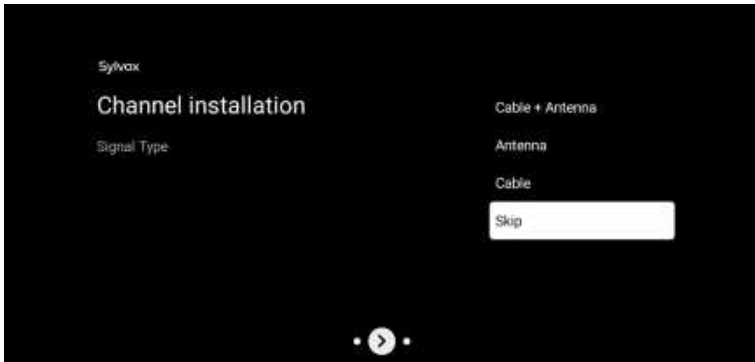 Sylvox
Channel installation
Signal Type
Cable + Antenna
Antenna
Cable
Skip